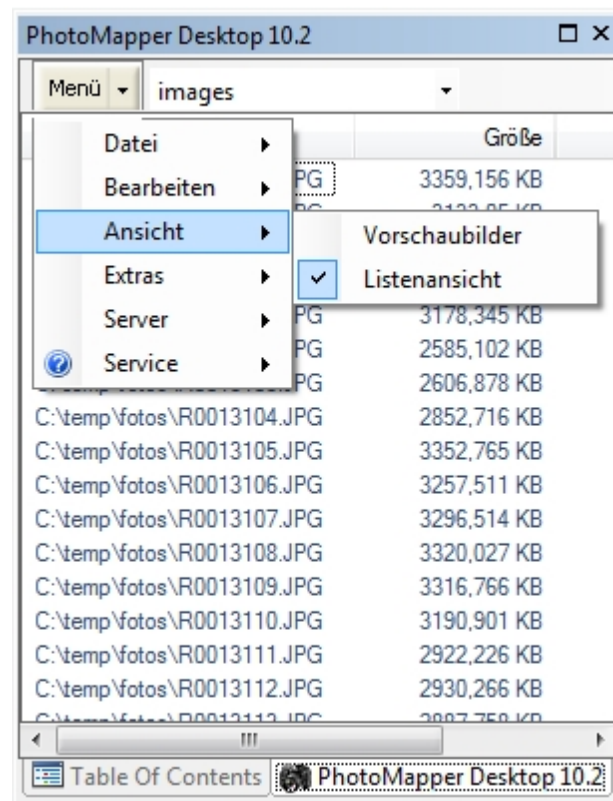 PhotoMapper Desktop 10.2
Menü images
Größe
Datei
Bearbeiten PG 3359,156 KB
Ansicht Vorschaubilder
Extras Listenansicht
Server PG 3178,345 KB
Service PG 2585,102 KB
PG 2606,878 KB
C:\temp\fotos\R0013104.JPG 2852,716 KB
C:\temp\fotos\R0013105.JPG 3352,765 KB
C:\temp\fotos\R0013106.JPG 3257,511 KB
C:\temp\fotos\R0013107.JPG 3296,514 KB
C:\temp\fotos\R0013108.JPG 3320,027 KB
C:\temp\fotos\R0013109.JPG 3316,766 KB
C:\temp\fotos\R0013110.JPG 3190,901 KB
C:\temp\fotos\R0013111.JPG 2922,226 KB
C:\temp\fotos\R0013112.JPG 2930,266 KB
Table Of Contents PhotoMapper Desktop 10.2